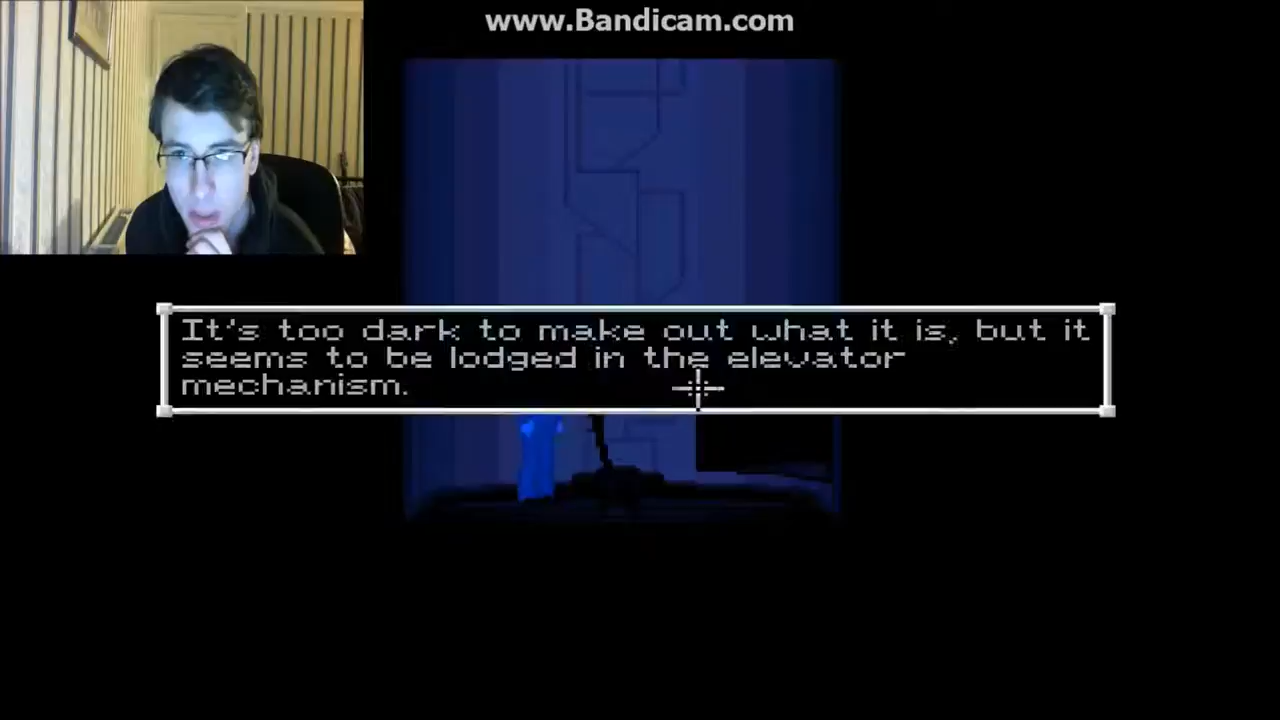 www.Bandicam.com
It's too dark to make out what it is, but it
seems to be lodged in the elevator
mechanism.